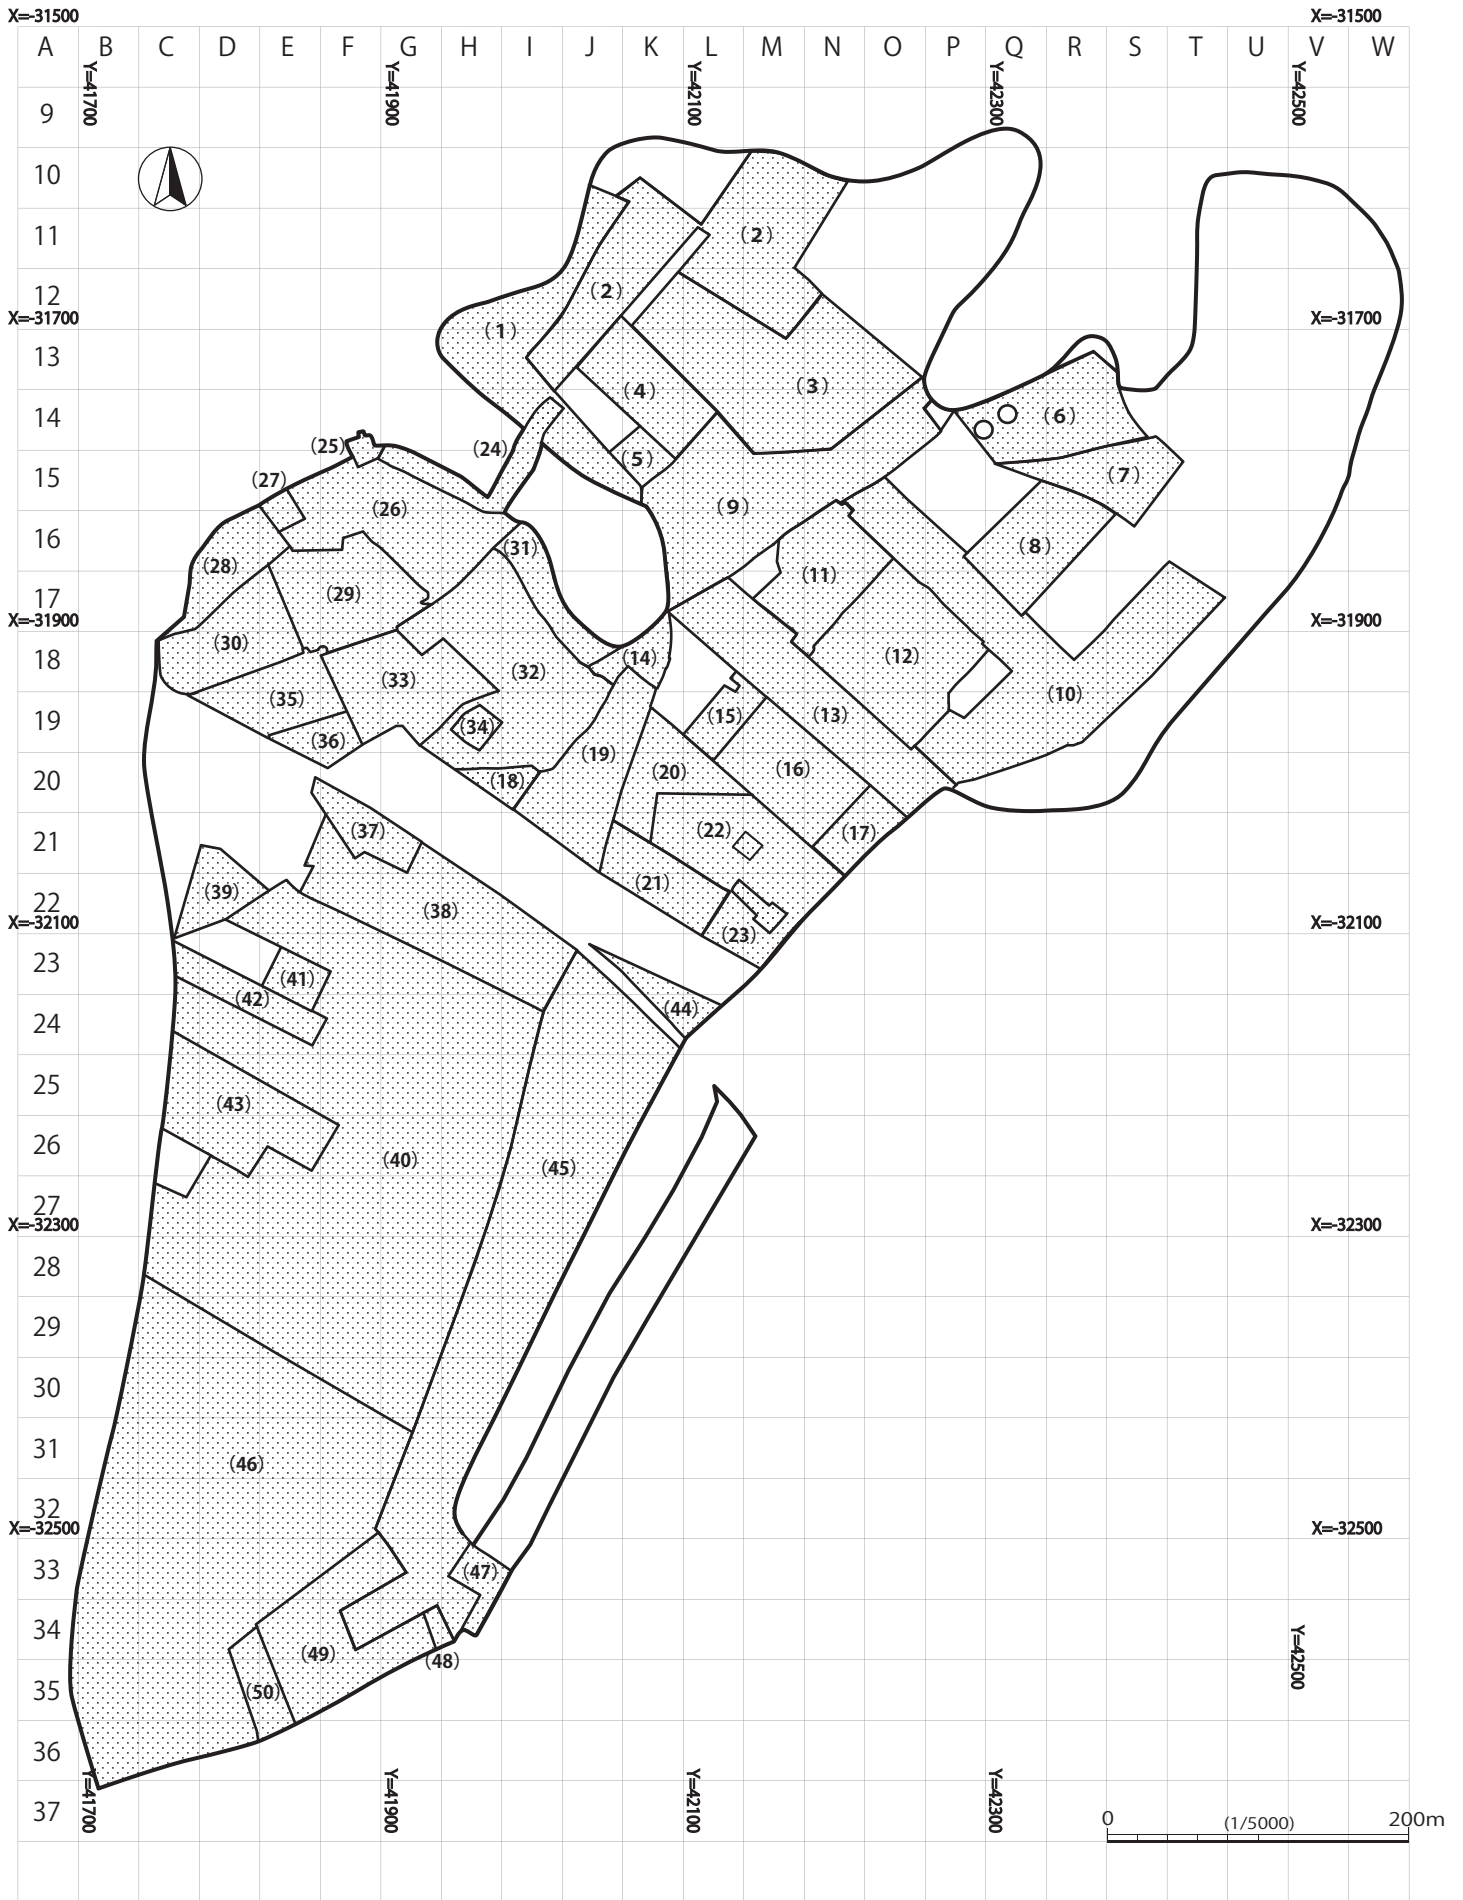 X=-31500 X=-31500
A B C D E F G H I J K L M N O P Q R S T U V W
Y=41700 Y=41900 Y=42100 Y=42300 Y=42500
9
10
11 (2)
12 (2)
X=-31700 (1) X=-31700
13 (4) (3)
14 (25) (24) (6)
(5)
15 (27) (7)
(26) (9)
16 (28) (31) (11) (8)
17 (29)
X=-31900 X=-31900
18 (30) (33) (32) (14) (12)
(35) (10)
19 (36) (34) (19) (15) (13)
20 (18) (20) (16)
21 (37) (22) (17)
22 (39) (38) (21)
X=-32100 (23) X=-32100
23 (41)
(42) (44)
24
25 (43)
26 (40) (45)
27
X=-32300 X=-32300
28
29
30
31 (46)
32
X=-32500 X=-32500
33 (47)
34 (49) (48) Y=42500
35 (50)
36
Y=41700 Y=41900 Y=42100 Y=42300
37 0 (1/5000) 200m